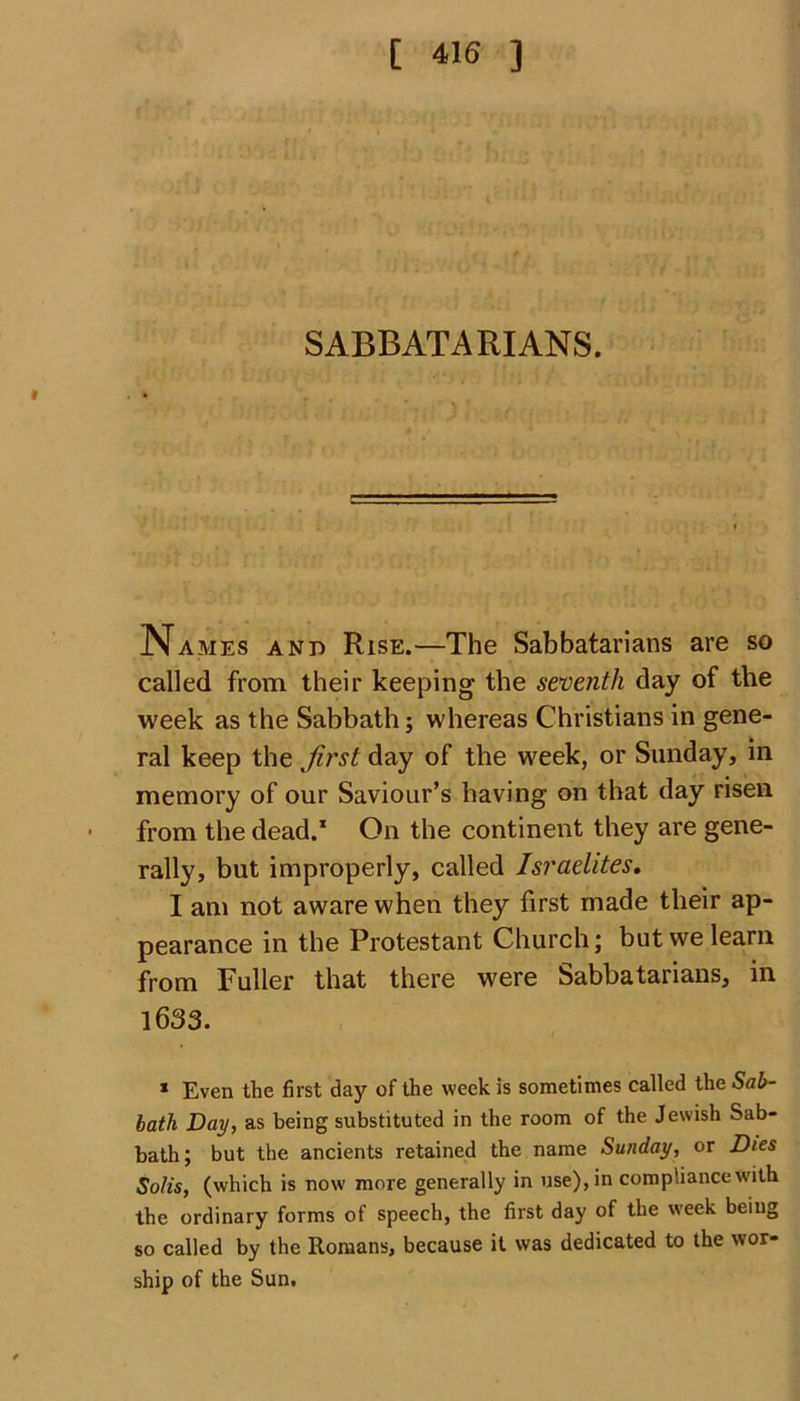 [ 416 ]
SABBATARIANS.
NAMES AND RISE.—The Sabbatarians are so
called from their keeping the seventh day of the
week as the Sabbath; whereas Christians in gene-
ral keep the first day of the week, or Sunday, in
memory of our Saviour's having on that day risen
from the dead.¹ On the continent they are gene-
rally, but improperly, called Israelites.
I am not aware when they first made their ap-
pearance in the Protestant Church; but we learn
from Fuller that there were Sabbatarians, in
1633.
¹ Even the first day of the week is sometimes called the Sab-
bath Day, as being substituted in the room of the Jewish Sab-
bath; but the ancients retained the name Sunday, or Dies
Solis, (which is now more generally in use), in compliance with
the ordinary forms of speech, the first day of the week being
so called by the Romans, because it was dedicated to the wor-
ship of the Sun.